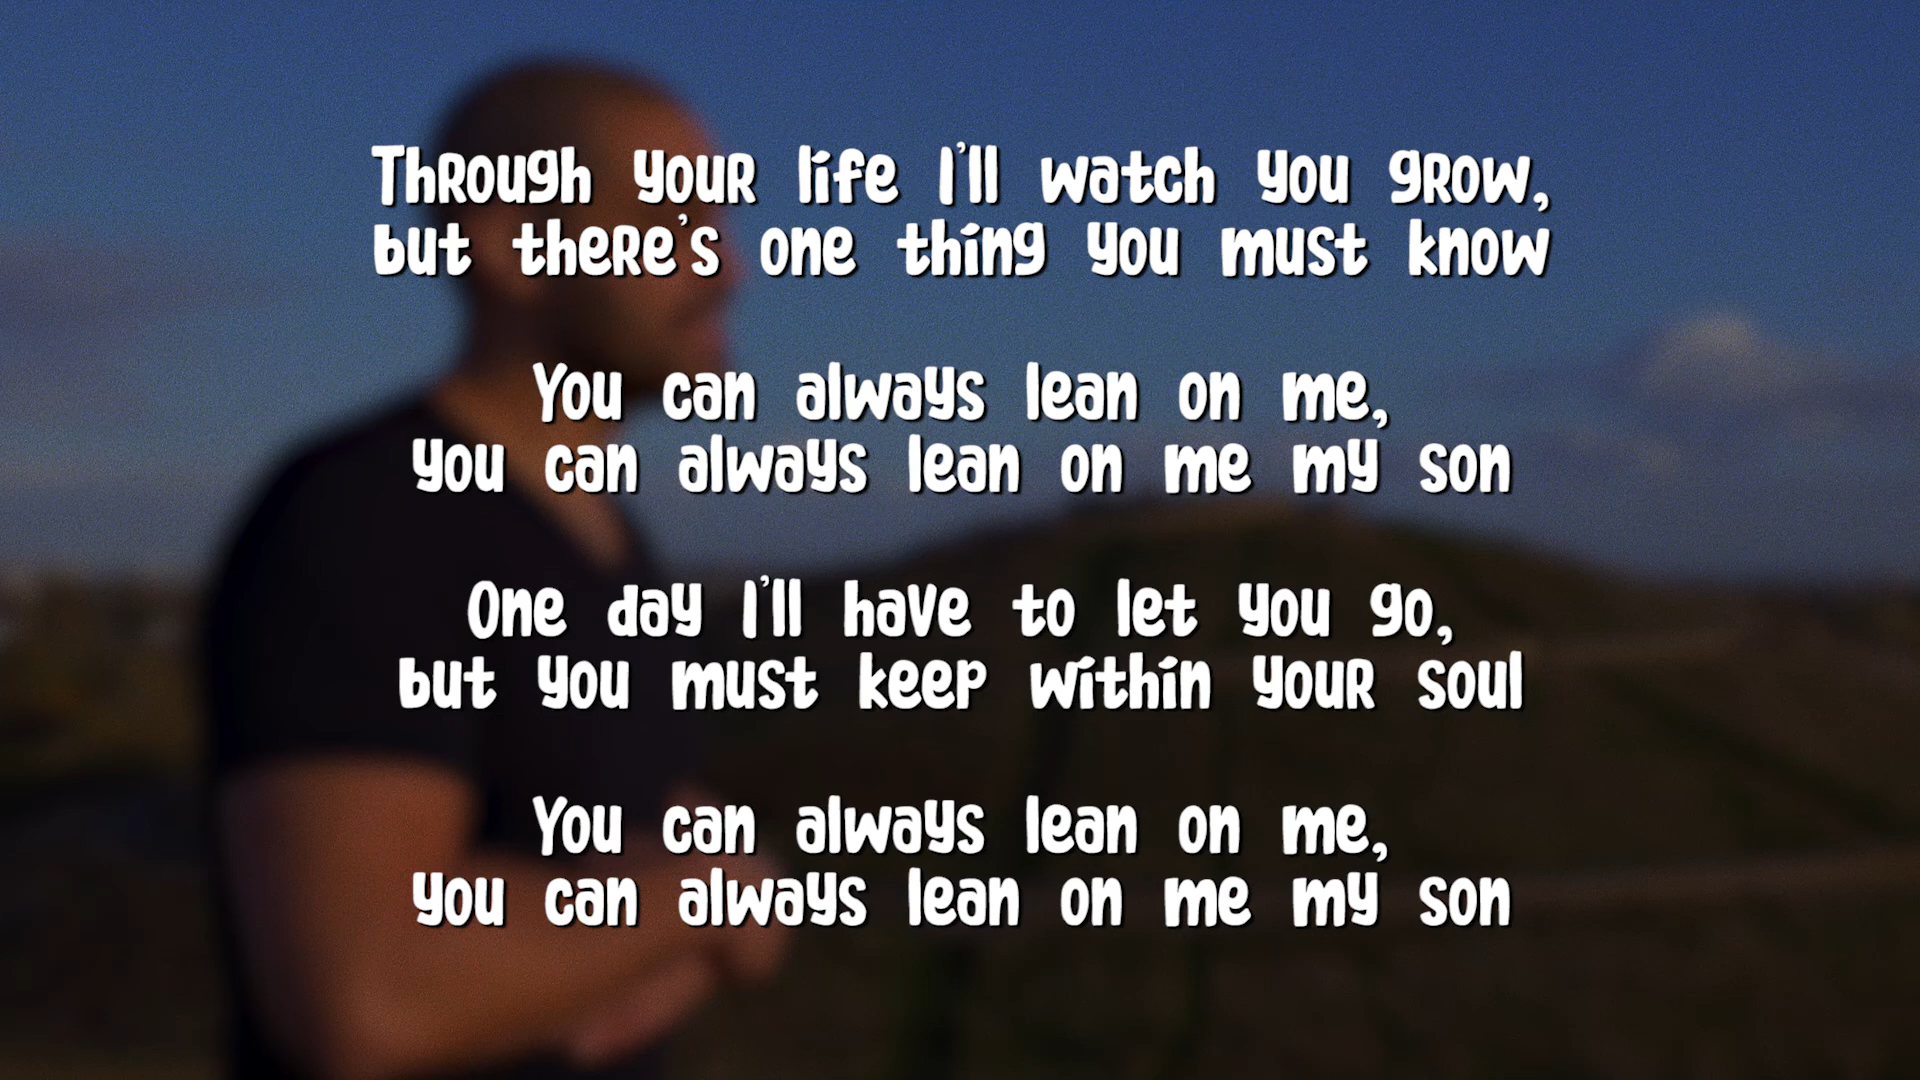 Through your life I'll watch you grow,
but there's one thing you must know
You can always lean on me,
you can always lean on me my son
One day I'll have to let you go,
but you must keep within your soul
You can always lean on me,
you can always lean on me my son